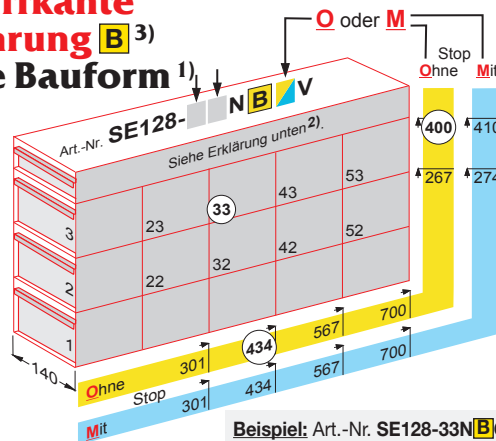 hrung B 3)
e Bauform 1)
O oder M
Stop
Ohne Mit
Art.-Nr. SE128- N B V
Siehe Erklärung unten 2).
400 410
267 274
3 23 33 43 53
2 22 32 42 52
1
140
Ohne 301 434 567 700
Stop
Mit 301 434 567 700
Beispiel: Art.-Nr. SE128-33N B